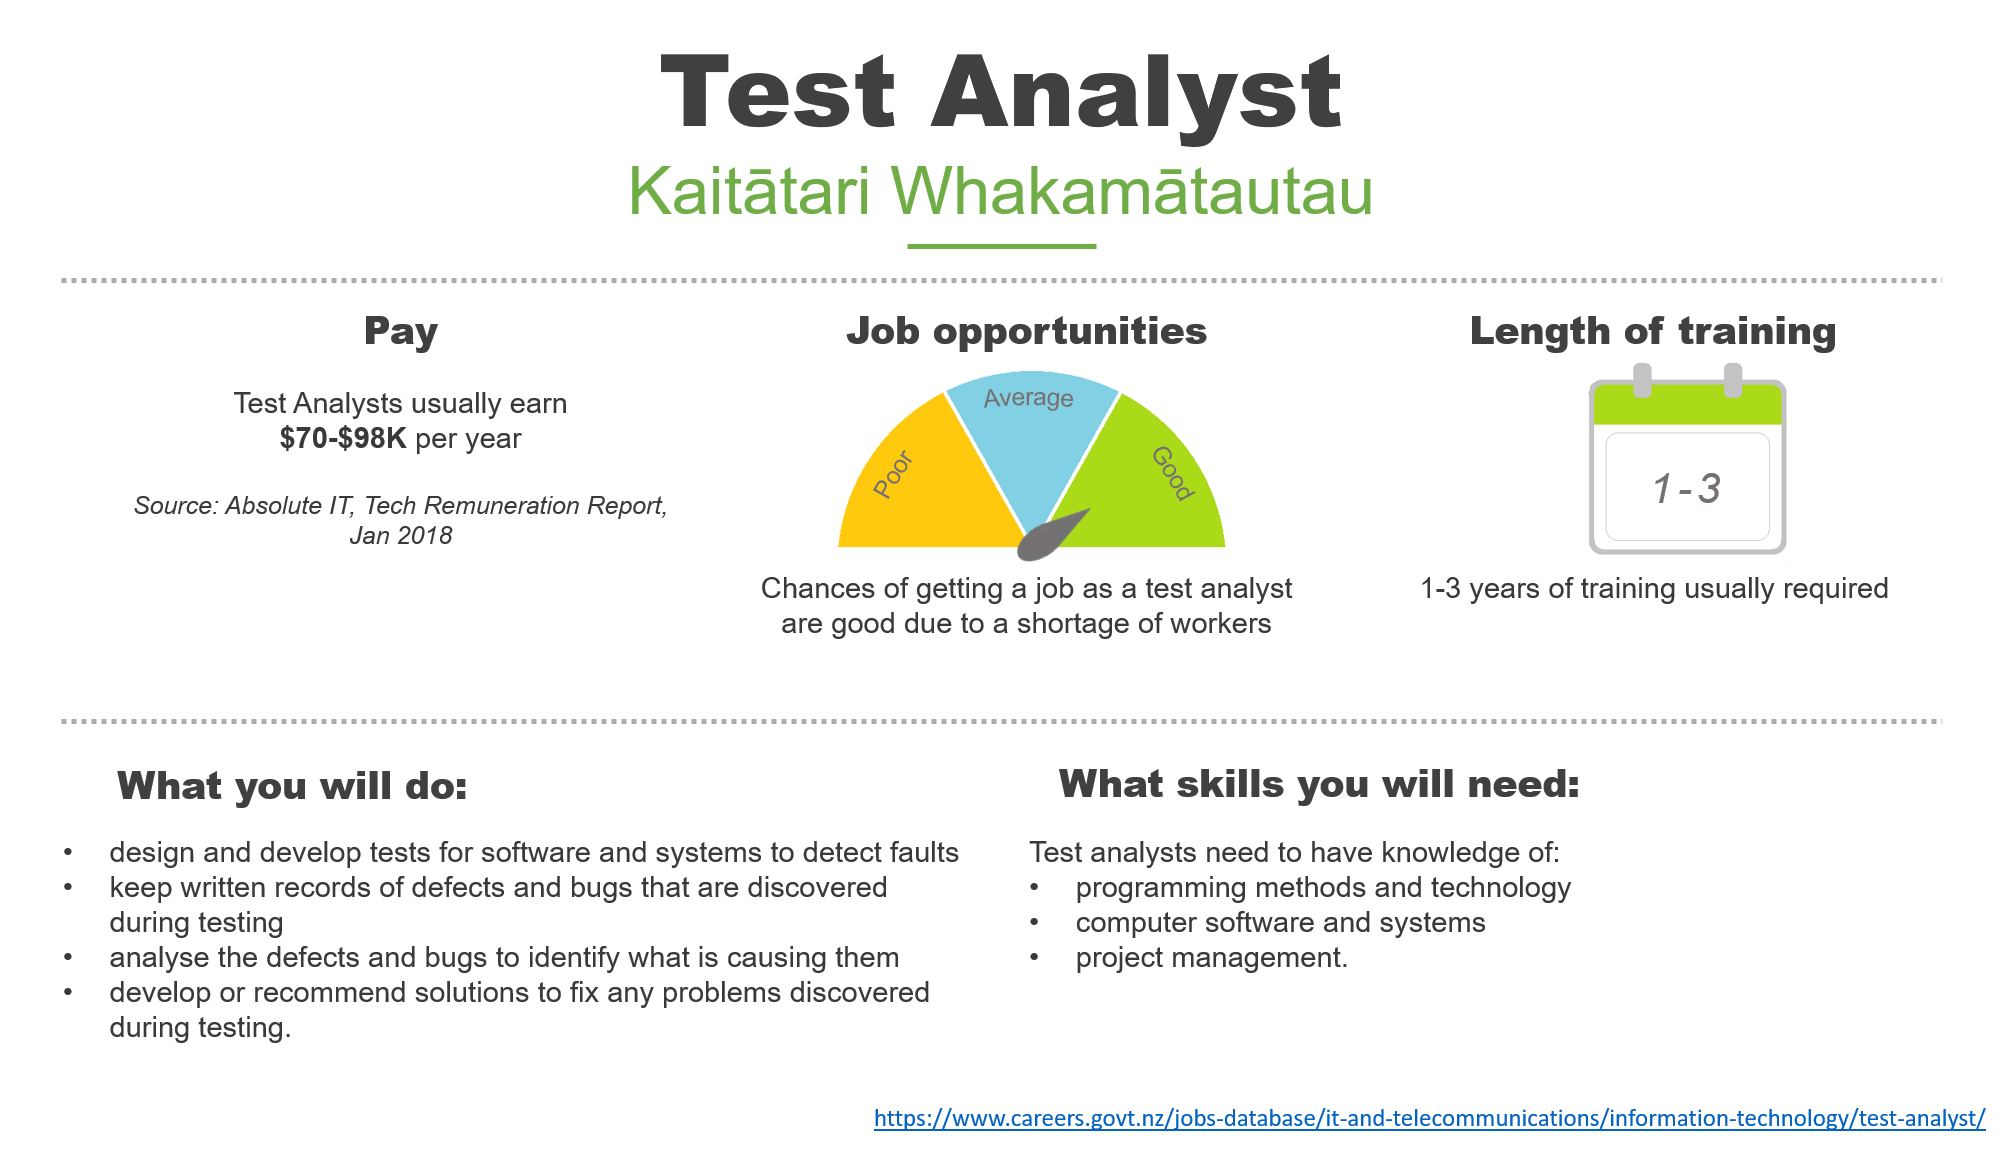 Test Analyst
Kaitātari Whakamātautau
Pay
Test Analysts usually earn
$70-$98K per year
Source: Absolute IT, Tech Remuneration Report,
Jan 2018
Job opportunities
Poor
Average
Good
Chances of getting a job as a test analyst
are good due to a shortage of workers
Length of training
1-3
1-3 years of training usually required
What you will do:
• design and develop tests for software and systems to detect faults
• keep written records of defects and bugs that are discovered
during testing
• analyse the defects and bugs to identify what is causing them
• develop or recommend solutions to fix any problems discovered
during testing.
What skills you will need:
Test analysts need to have knowledge of:
• programming methods and technology
• computer software and systems
• project management.
https://www.careers.govt.nz/jobs-database/it-and-telecommunications/information-technology/test-analyst/